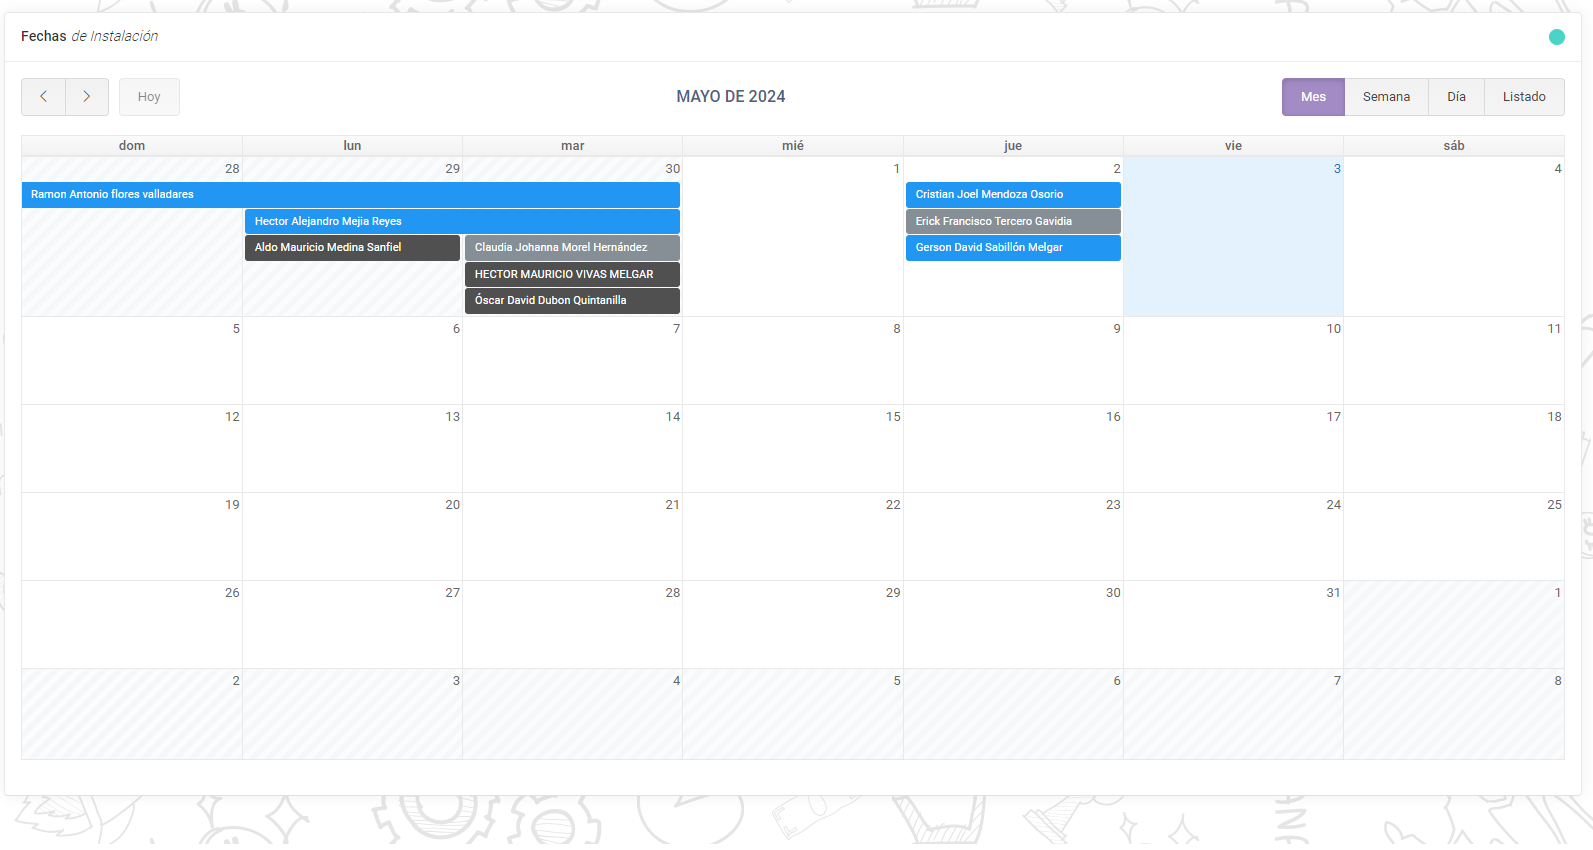 Fechas de Instalación
Hoy
MAYO DE 2024
Mes Semana Día Listado
dom lun mar mié jue vie sáb
28 29 30 1 2 3 4
Ramon Antonio flores valladares
Cristian Joel Mendoza Osorio
Hector Alejandro Mejia Reyes
Erick Francisco Tercero Gavidia
Aldo Mauricio Medina Sanfiel
Claudia Johanna Morel Hernández
Gerson David Sabillón Melgar
HECTOR MAURICIO VIVAS MELGAR
Óscar David Dubon Quintanilla
5 6 7 8 9 10 11
12 13 14 15 16 17 18
19 20 21 22 23 24 25
26 27 28 29 30 31 1
2 3 4 5 6 7 8